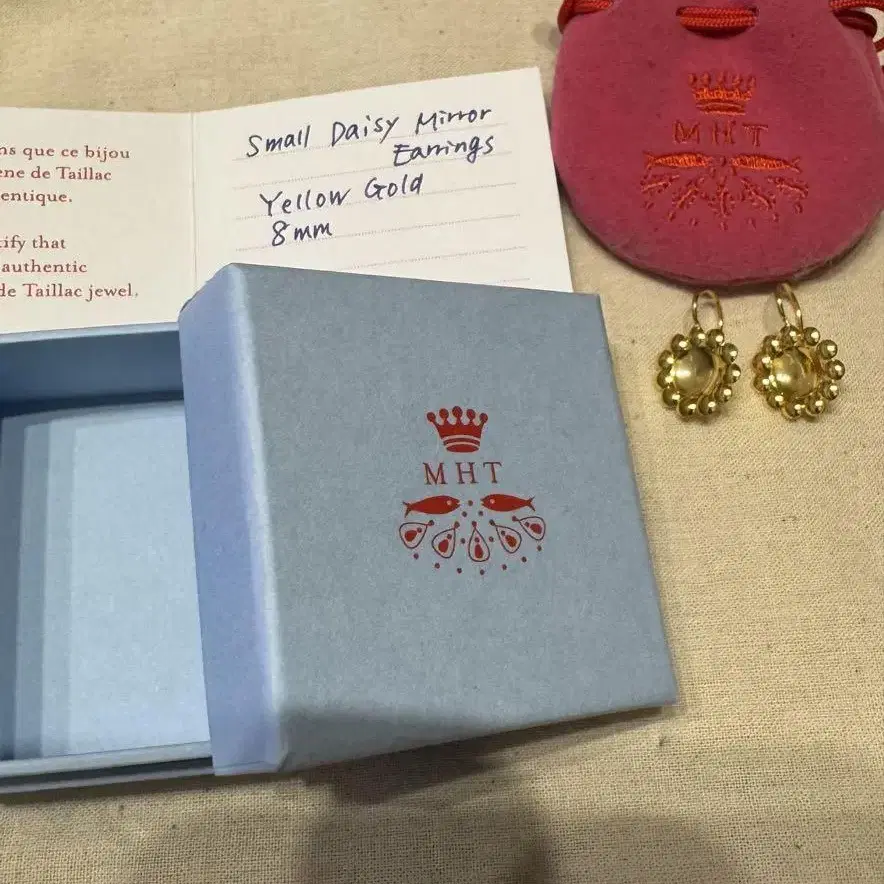 ns que ce bijou
ene de Taillac
entique.
tify that
authentic
de Taillac jewel.
Small Daisy Mirror
Earrings
Yellow Gold
8mm
MHT
MHT